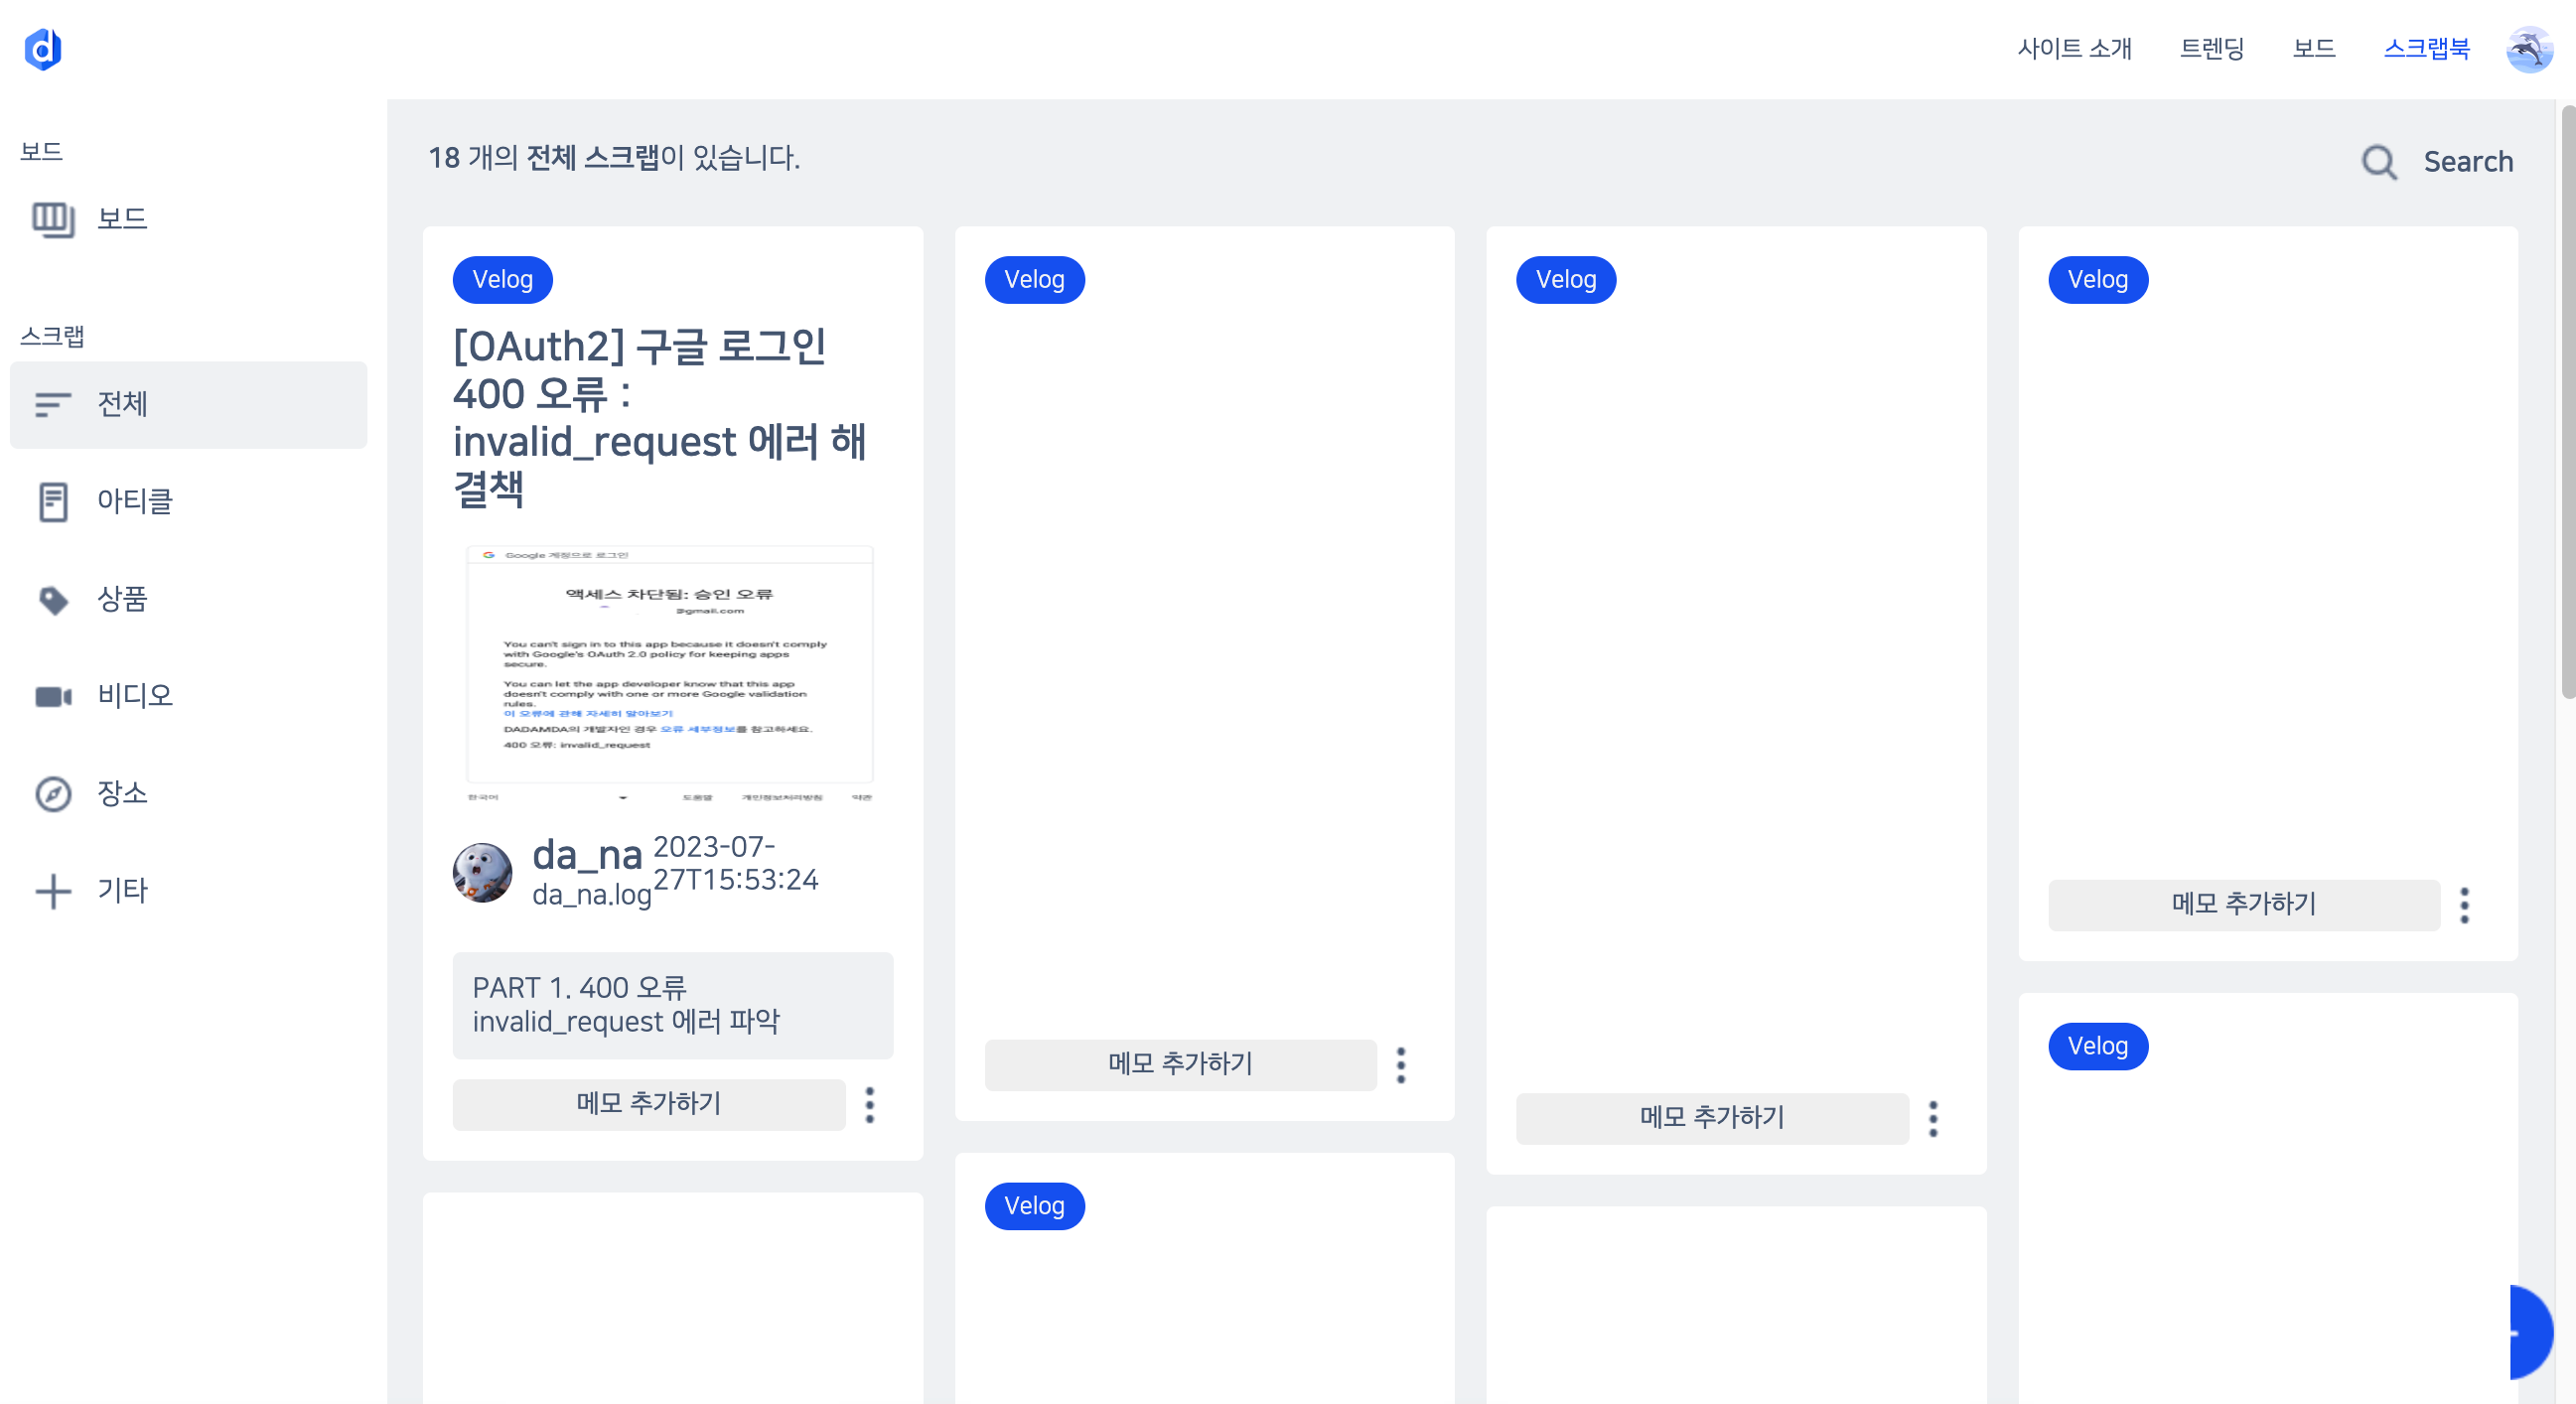 사이트 소개
트렌딩
보드
스크랩북
보드
보드
스크랩
전체
아티클
상품
비디오
장소
기타
18 개의 전체 스크랩이 있습니다.
Search
Velog
[OAuth2] 구글 로그인
400 오류 :
invalid_request 에러 해
결책
Google 계정으로 로그인
액세스 차단됨: 승인 오류
@gmail.com
You can't sign in to this app because it doesn't comply
with Google's OAuth 2.0 policy for keeping apps
secure.
You can let the app developer know that this app
doesn't comply with one or more Google validation
rules.
이 오류에 관해 자세히 알아보기
DADAMDA의 개발자인 경우 오류 세부정보를 참고하세요.
400 오류: invalid_request
한국어
도움말
개인정보처리방침
약관
da_na
da_na.log
2023-07-
27T15:53:24
PART 1. 400 오류
invalid_request 에러 파악
메모 추가하기
Velog
메모 추가하기
Velog
Velog
메모 추가하기
Velog
메모 추가하기
Velog